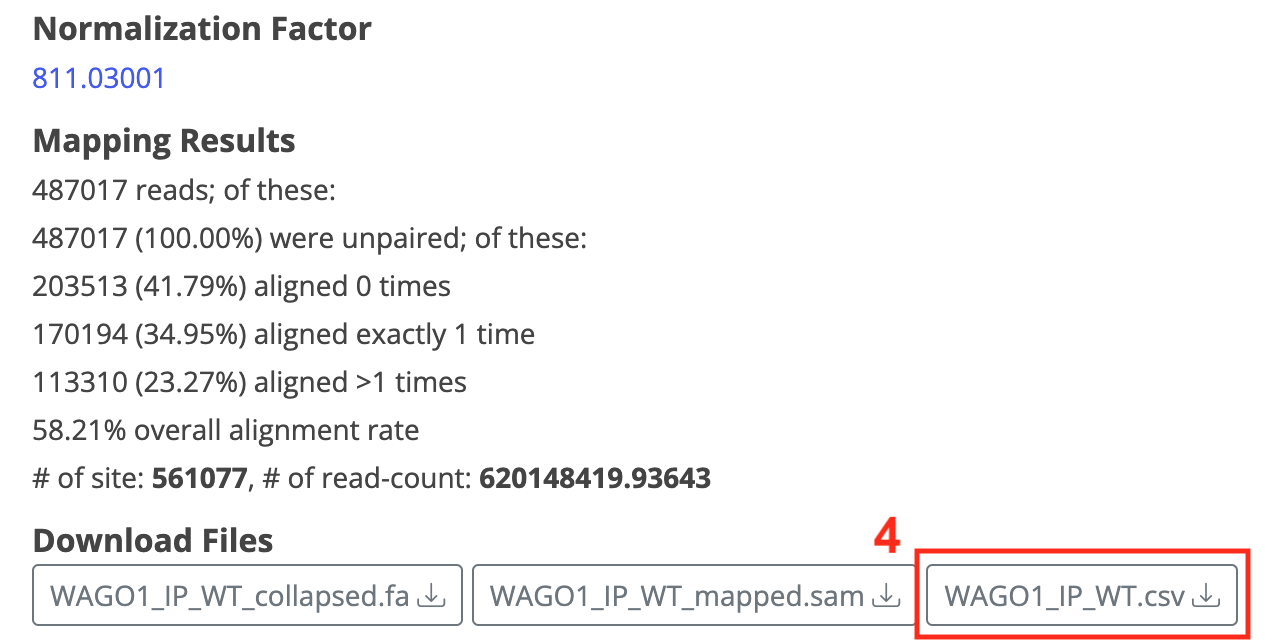 Normalization Factor
811.03001
Mapping Results
487017 reads; of these:
487017 (100.00%) were unpaired; of these:
203513 (41.79%) aligned 0 times
170194 (34.95%) aligned exactly 1 time
113310 (23.27%) aligned >1 times
58.21% overall alignment rate
# of site: 561077, # of read-count: 620148419.93643
Download Files
4
WAGO1_IP_WT_collapsed.fa WAGO1_IP_WT_mapped.sam WAGO1_IP_WT.csv